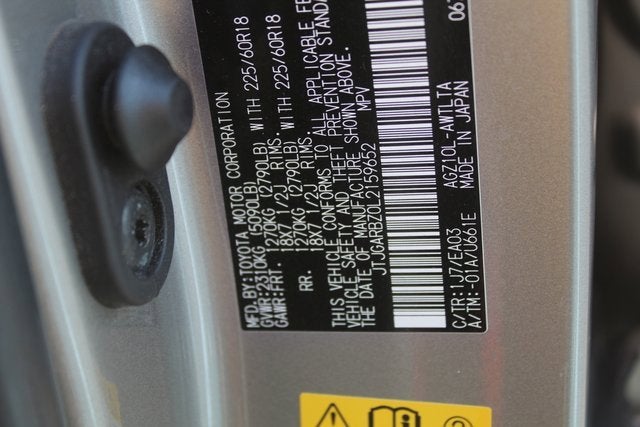 MFD.BY:TOYOTA MOTOR CORPORATION
06
GVWR:2310KG (5090LB)
GAWR:FRT. 1270KG (2790LB) WITH 225/60R18
18X7 1/2J RIMS.
RR. 1270KG (2790LB) WITH 225/60R18
18X7 1/2J RIMS.
THIS VEHICLE CONFORMS TO ALL APPLICABLE FE
VEHICLE SAFETY AND THEFT PREVENTION STANDA
THE DATE OF MANUFACTURE SHOWN ABOVE.
JTJGARBZ0L2159652 MPV
C/TR:1J7/EA03 AGZ10L-AWLLTA
A/TM:-01A/U661E MADE IN JAPAN